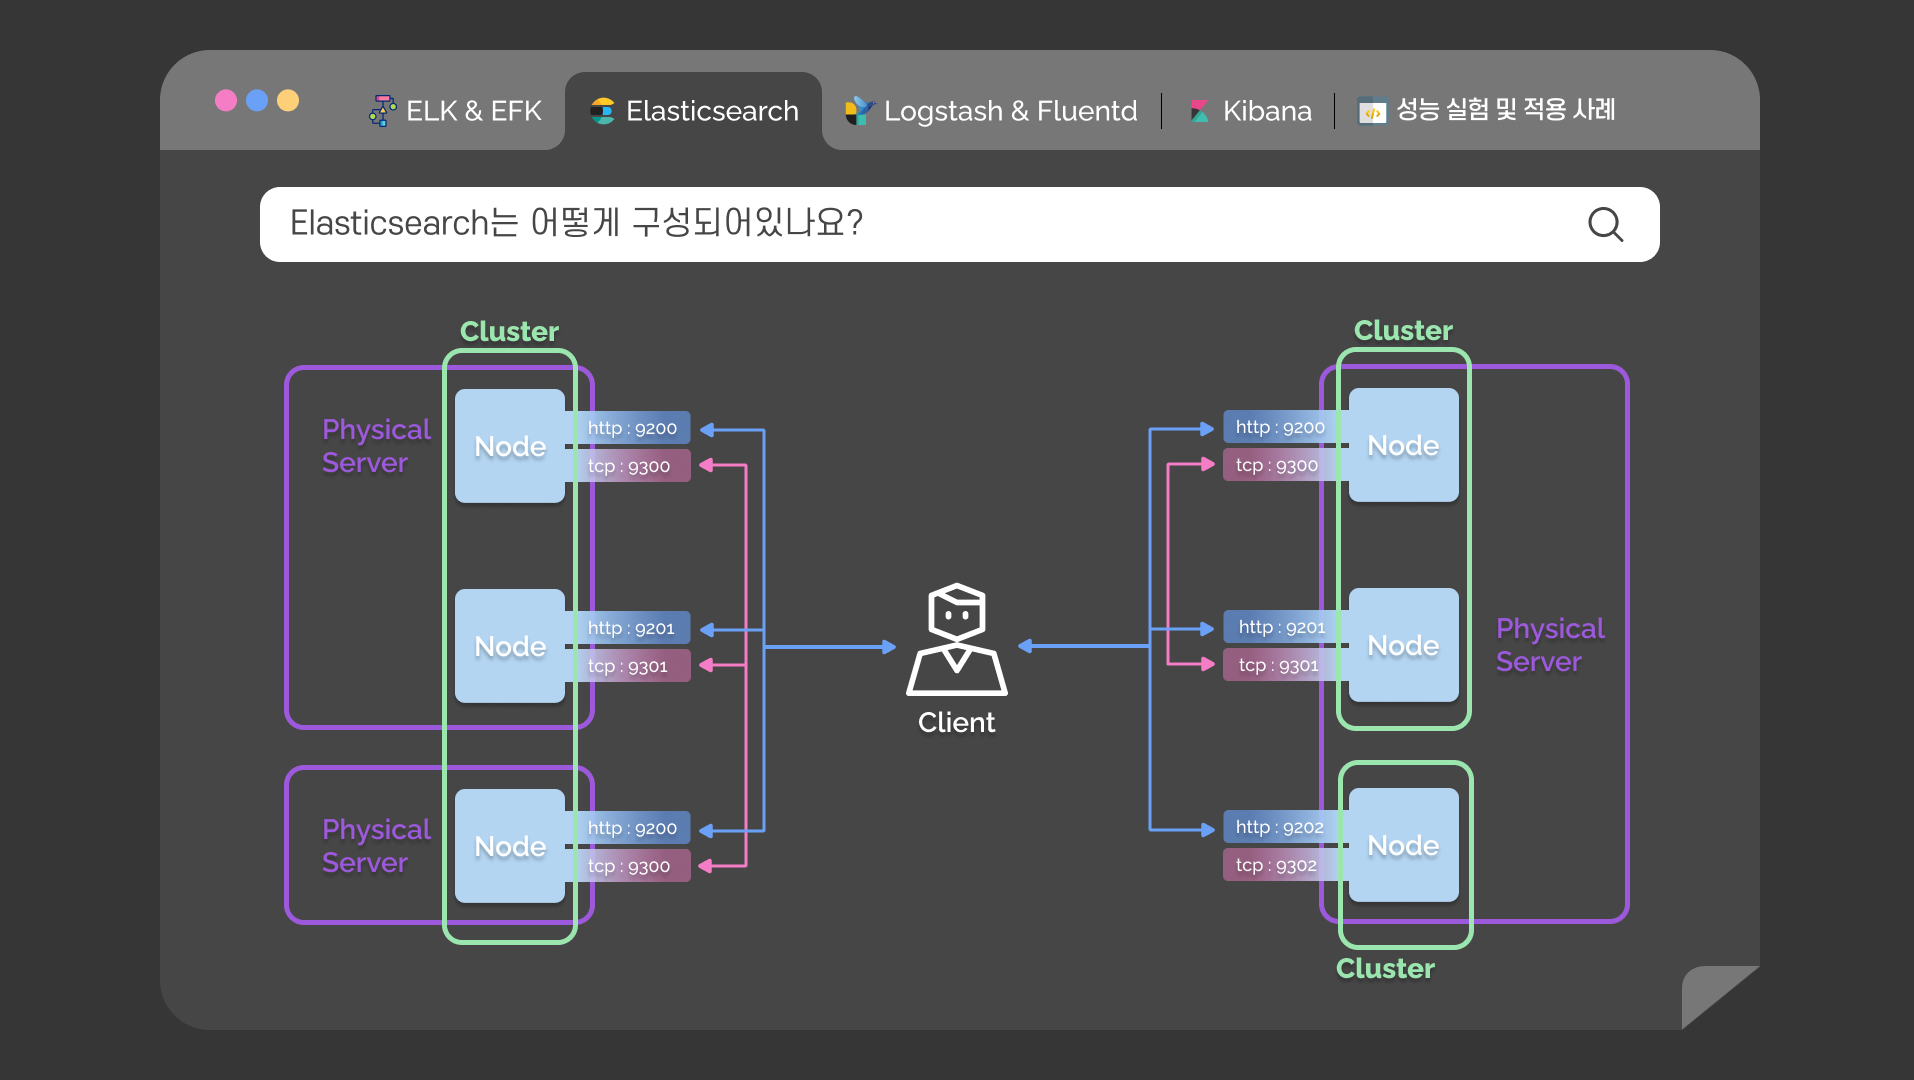 ELK & EFK
Elasticsearch
Logstash & Fluentd
Kibana
성능 실험 및 적용 사례
Elasticsearch는 어떻게 구성되어있나요?
Cluster
Physical
Server
Node
http : 9200
tcp : 9300
Node
http : 9201
tcp : 9301
Physical
Server
Node
http : 9200
tcp : 9300
Client
Cluster
http : 9200
tcp : 9300
Node
http : 9201
tcp : 9301
Node
Physical
Server
http : 9202
tcp : 9302
Node
Cluster